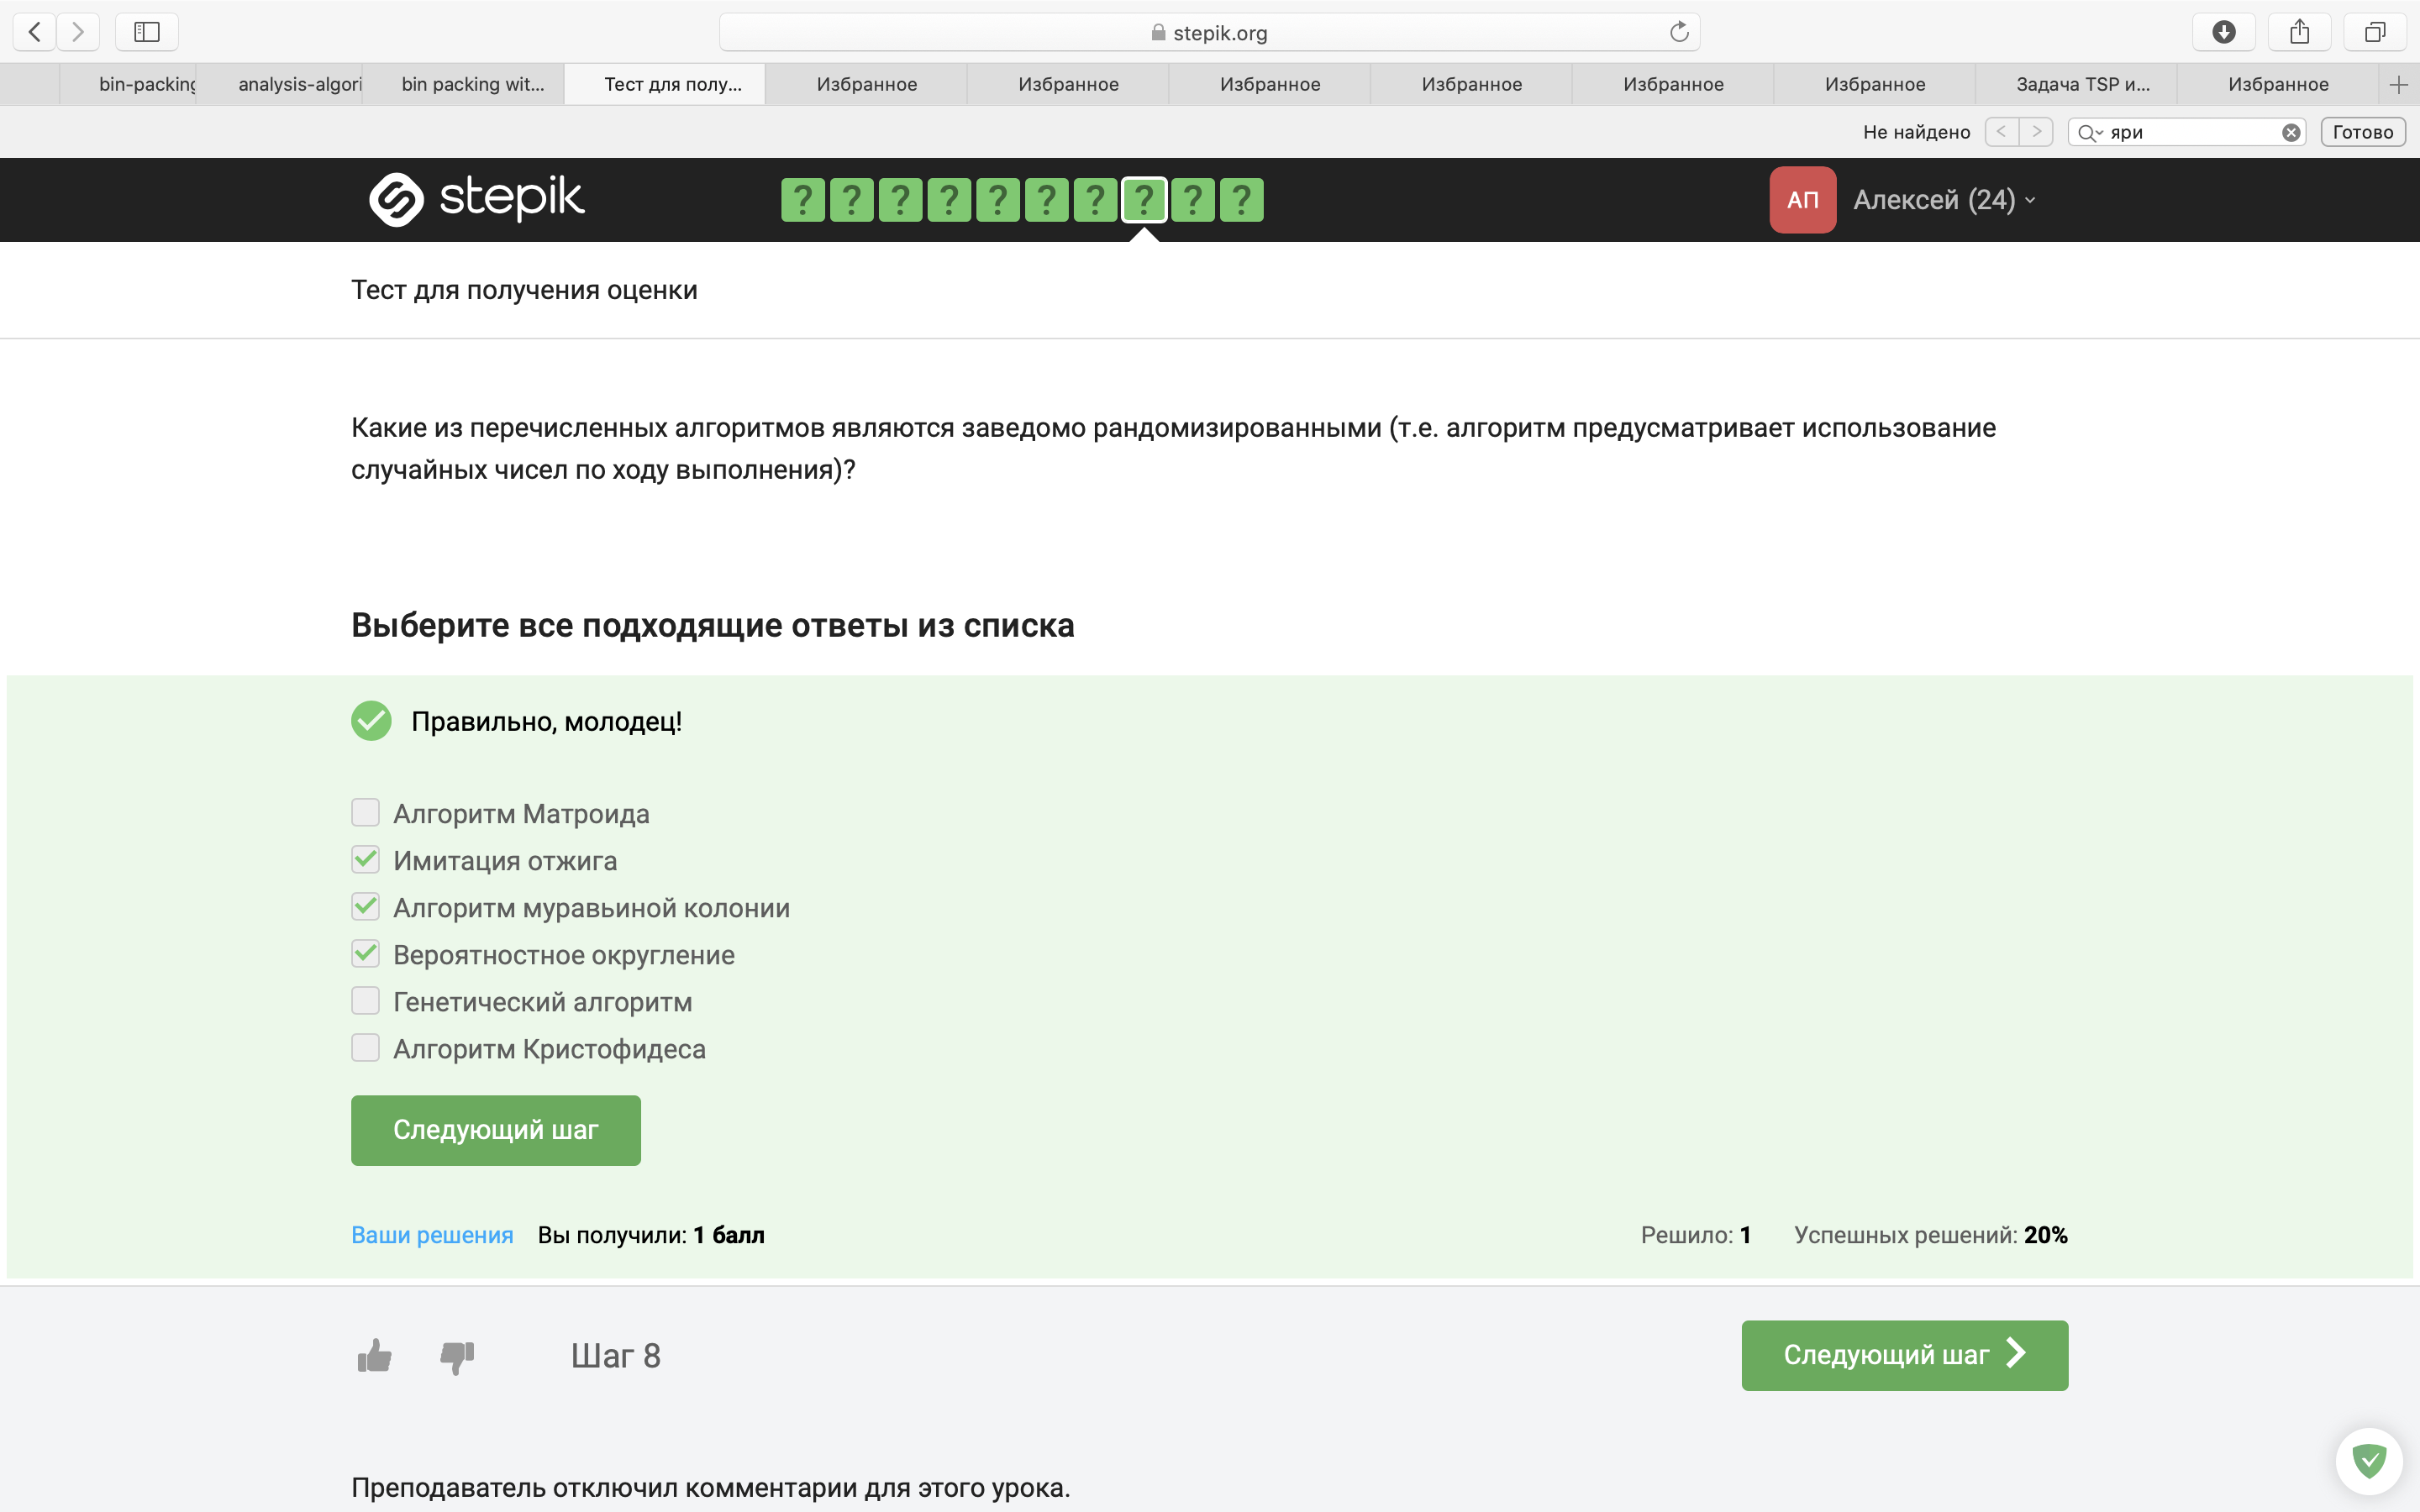 stepik.org
bin-packing
analysis-algori
bin packing wit...
Тест для полу...
Избранное
Избранное
Избранное
Избранное
Избранное
Избранное
Задача TSP и...
Избранное
Не найдено
яри
Готово
stepik
? ? ? ? ? ? ? ? ? ?
АП
Алексей (24)
Тест для получения оценки
Какие из перечисленных алгоритмов являются заведомо рандомизированными (т.е. алгоритм предусматривает использование
случайных чисел по ходу выполнения)?
Выберите все подходящие ответы из списка
Правильно, молодец!
Алгоритм Матроида
Имитация отжига
Алгоритм муравьиной колонии
Вероятностное округление
Генетический алгоритм
Алгоритм Кристофидеса
Следующий шаг
Ваши решения Вы получили: 1 балл
Решило: 1 Успешных решений: 20%
Шаг 8
Следующий шаг
Преподаватель отключил комментарии для этого урока.